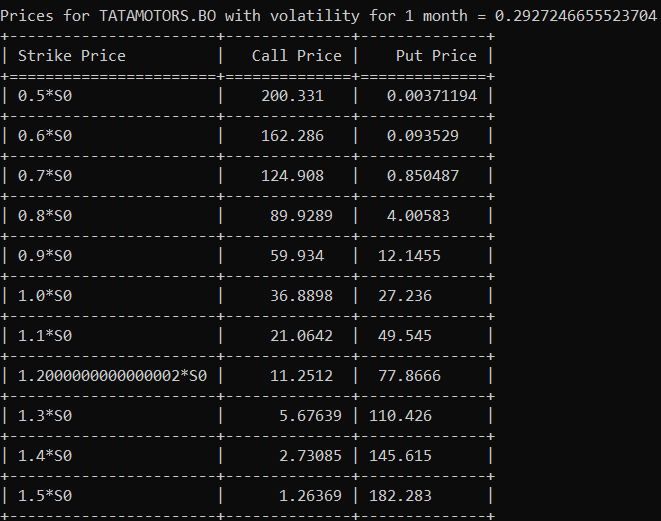 Prices for TATAMOTORS.BO with volatility for 1 month = 0.2927246655523704
+-----------------------+--------------+-------------+
| Strike Price          |   Call Price |   Put Price |
+=======================+==============+=============+
| 0.5*S0                |    200.331   |   0.00371194 |
+-----------------------+--------------+-------------+
| 0.6*S0                |    162.286   |   0.093529   |
+-----------------------+--------------+-------------+
| 0.7*S0                |    124.908   |   0.850487   |
+-----------------------+--------------+-------------+
| 0.8*S0                |     89.9289  |   4.00583    |
+-----------------------+--------------+-------------+
| 0.9*S0                |     59.934   |  12.1455     |
+-----------------------+--------------+-------------+
| 1.0*S0                |     36.8898  |  27.236      |
+-----------------------+--------------+-------------+
| 1.1*S0                |     21.0642  |  49.545      |
+-----------------------+--------------+-------------+
| 1.2000000000000002*S0 |     11.2512  |  77.8666     |
+-----------------------+--------------+-------------+
| 1.3*S0                |      5.67639 | 110.426      |
+-----------------------+--------------+-------------+
| 1.4*S0                |      2.73085 | 145.615      |
+-----------------------+--------------+-------------+
| 1.5*S0                |      1.26369 | 182.283      |
+-----------------------+--------------+-------------+